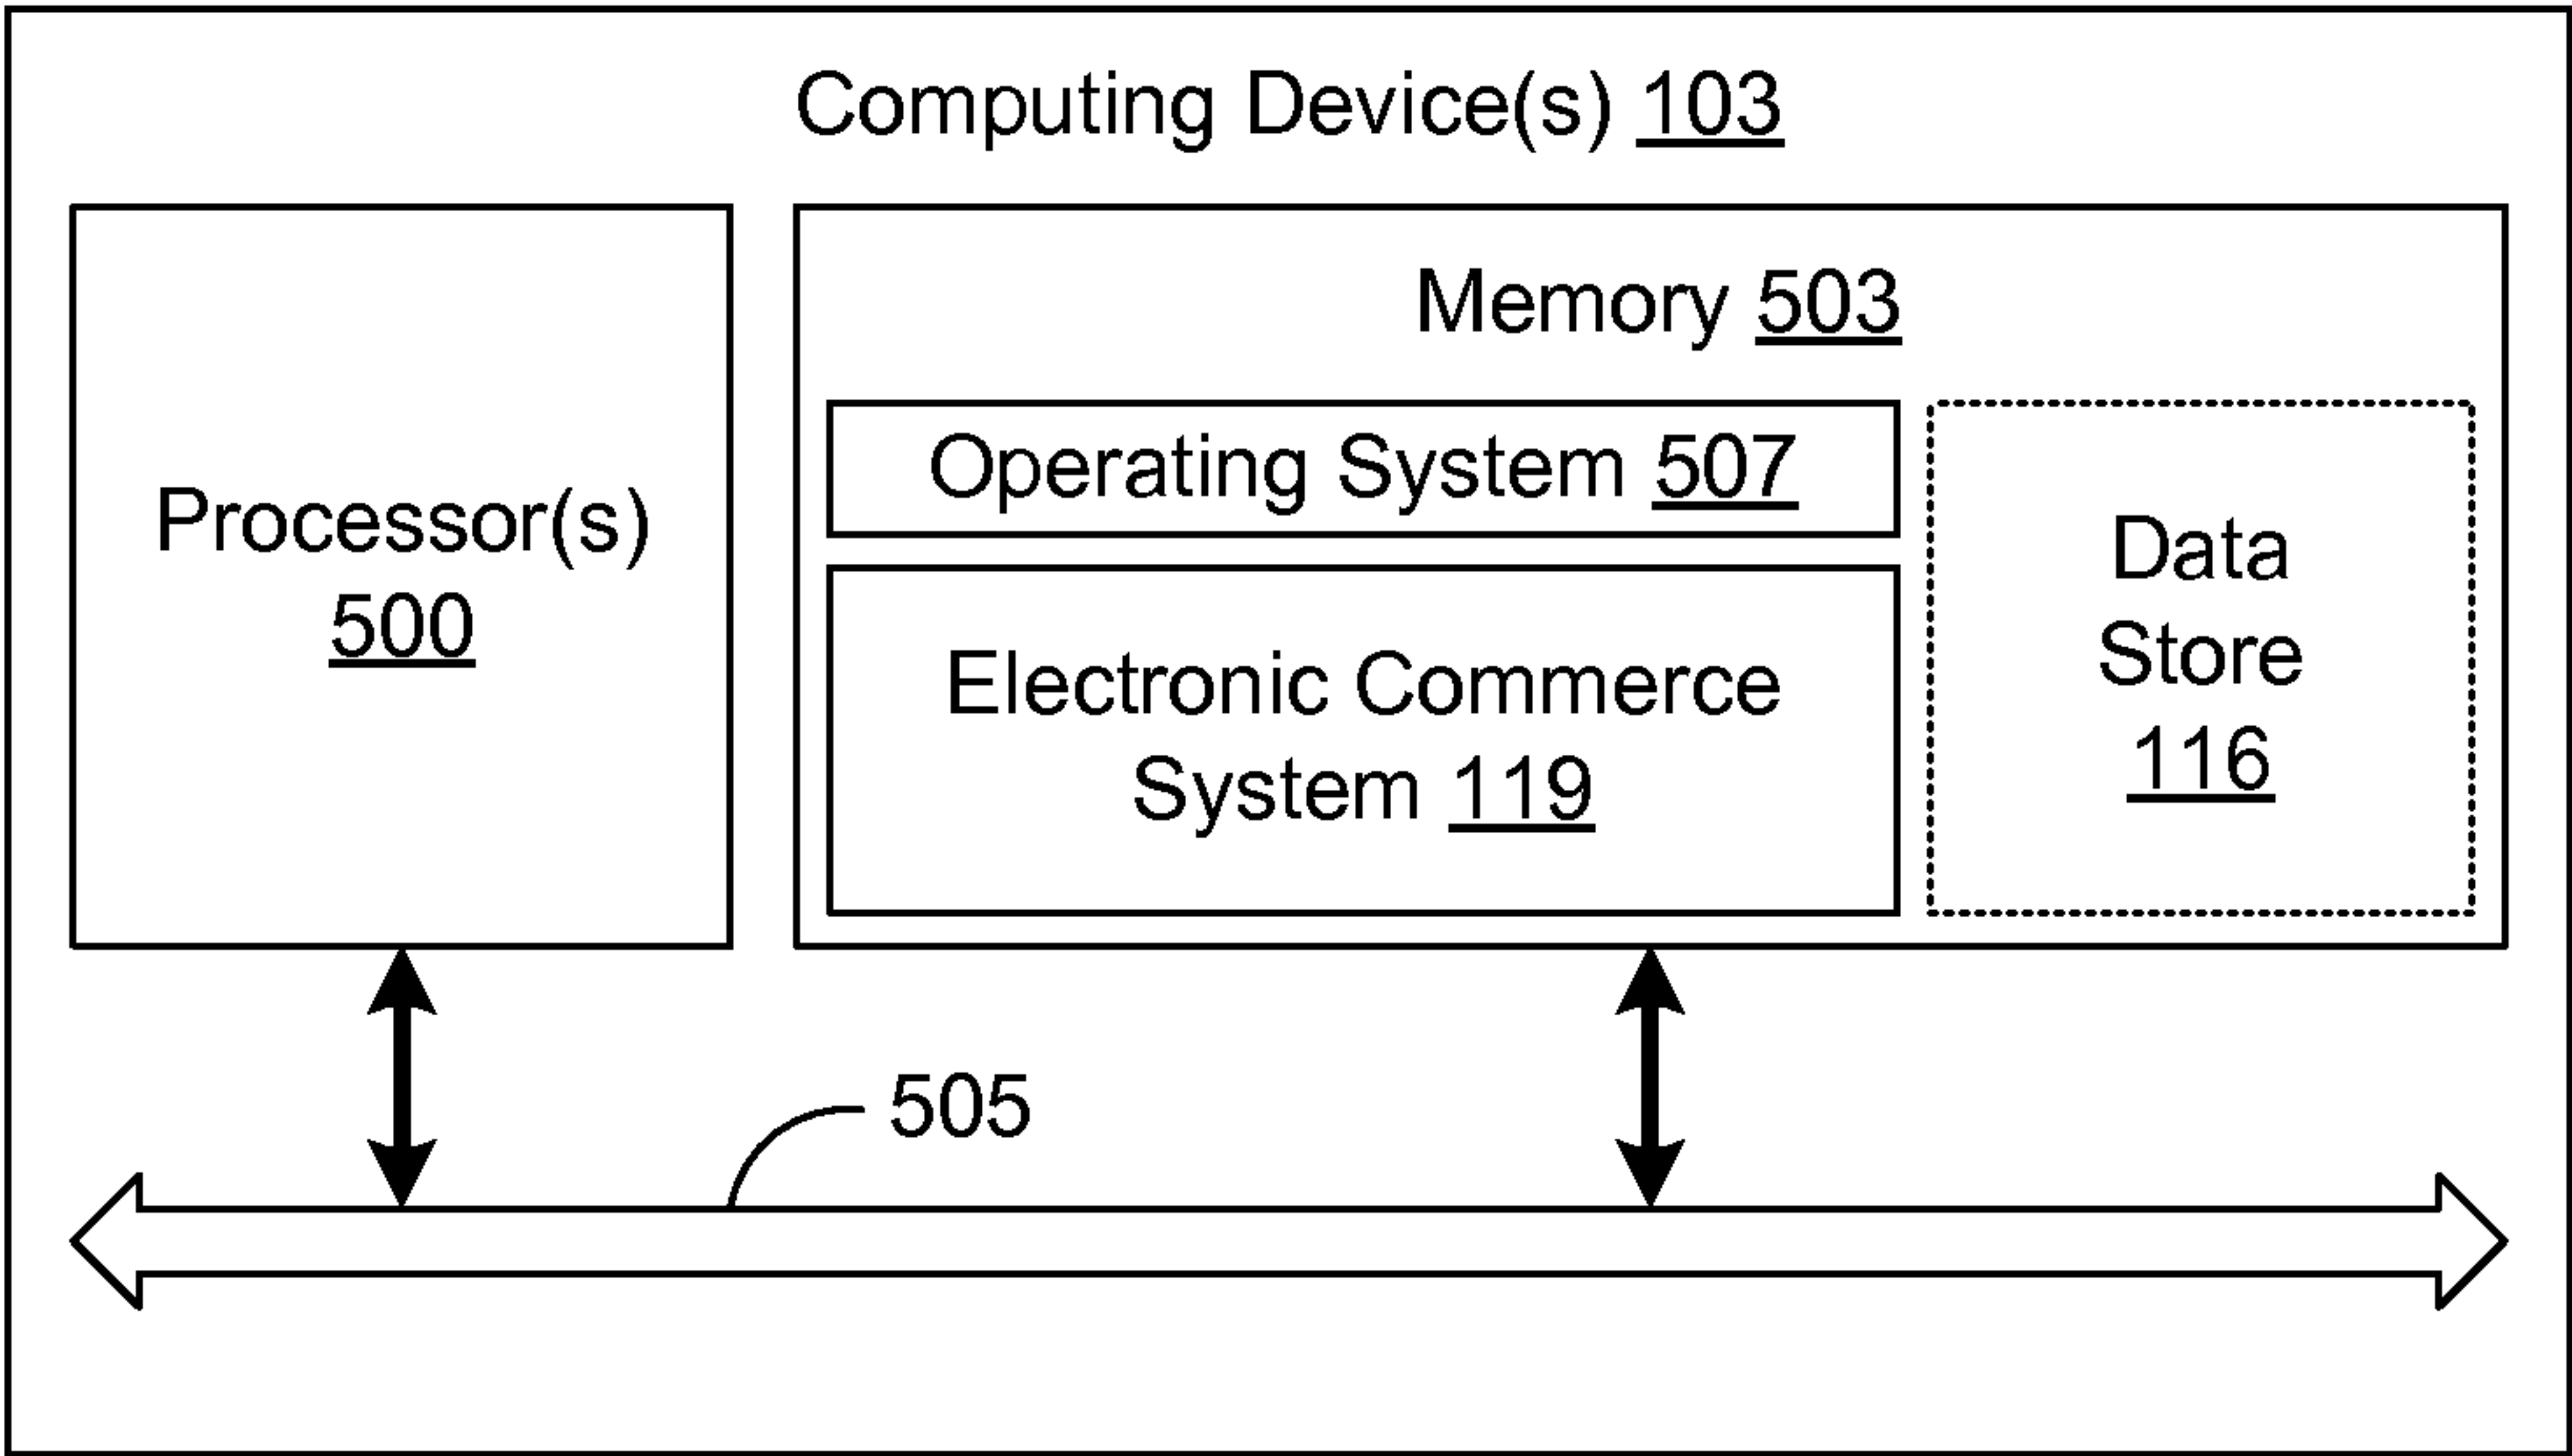 Computing Device(s) 103
Processor(s)
500
Memory 503
Operating System 507
Electronic Commerce
System 119
Data
Store
116
505